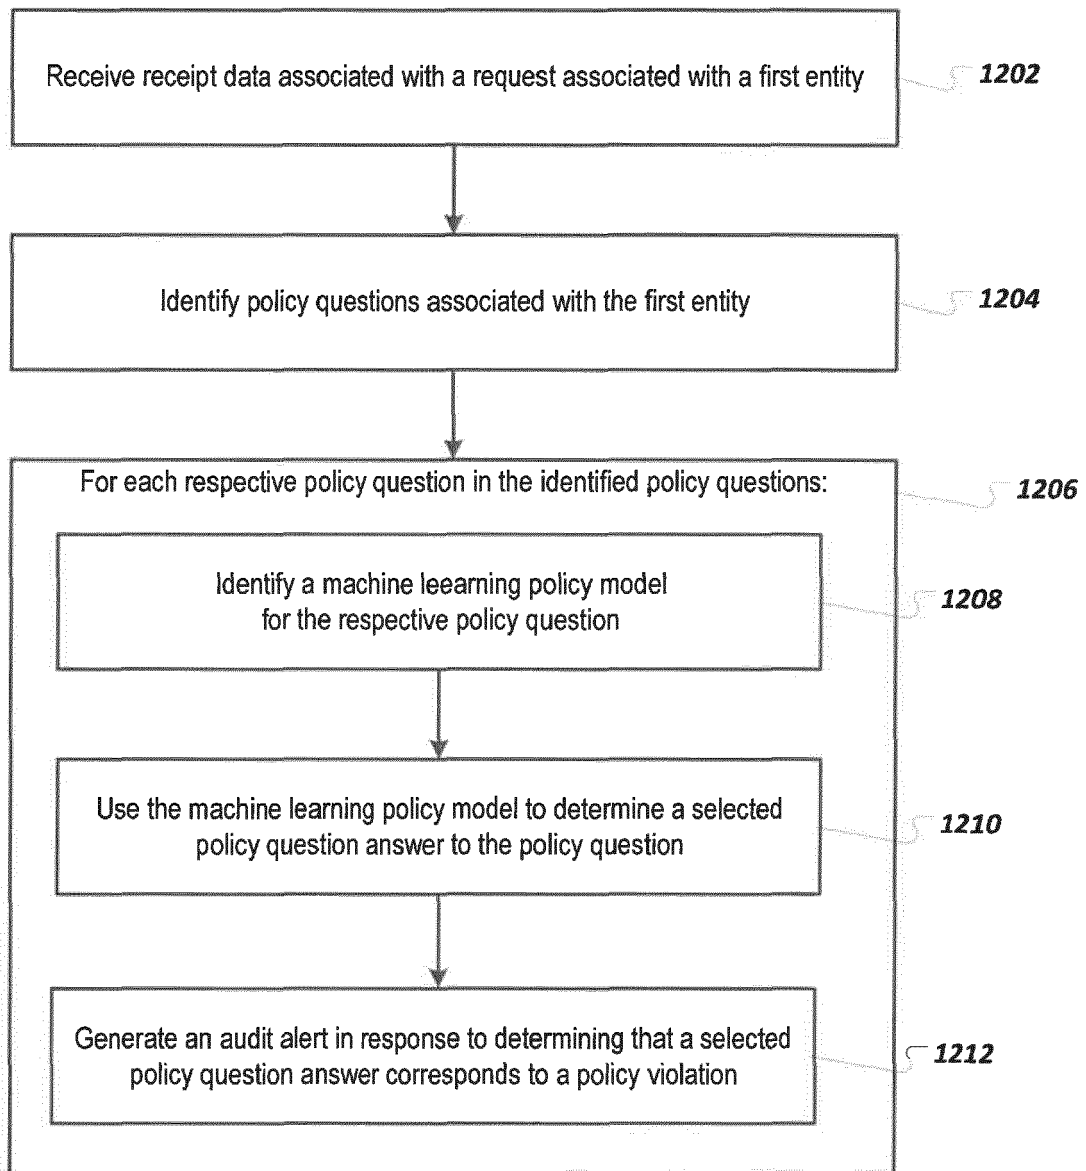 Receive receipt data associated with a request associated with a first entity
1202
Identify policy questions associated with the first entity
1204
For each respective policy question in the identified policy questions:
1206
Identify a machine leearning policy model
for the respective policy question
1208
Use the machine learning policy model to determine a selected
policy question answer to the policy question
1210
Generate an audit alert in response to determining that a selected
policy question answer corresponds to a policy violation
1212